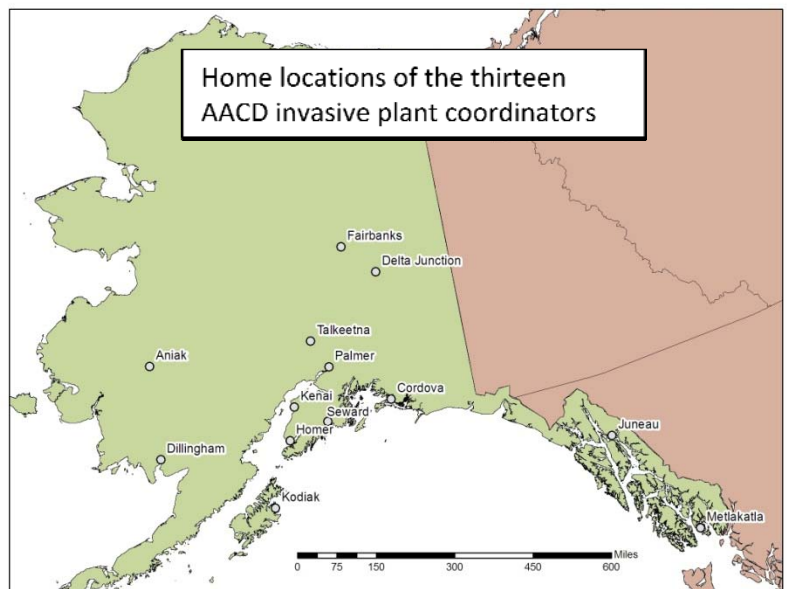 Home locations of the thirteen
AACD invasive plant coordinators
Fairbanks
Delta Junction
Talkeetna
Aniak
Palmer
Cordova
Kenai
Seward
Juneau
Homer
Dillingham
Kodiak
Metlakatla
Miles
0 75 150 300 450 600